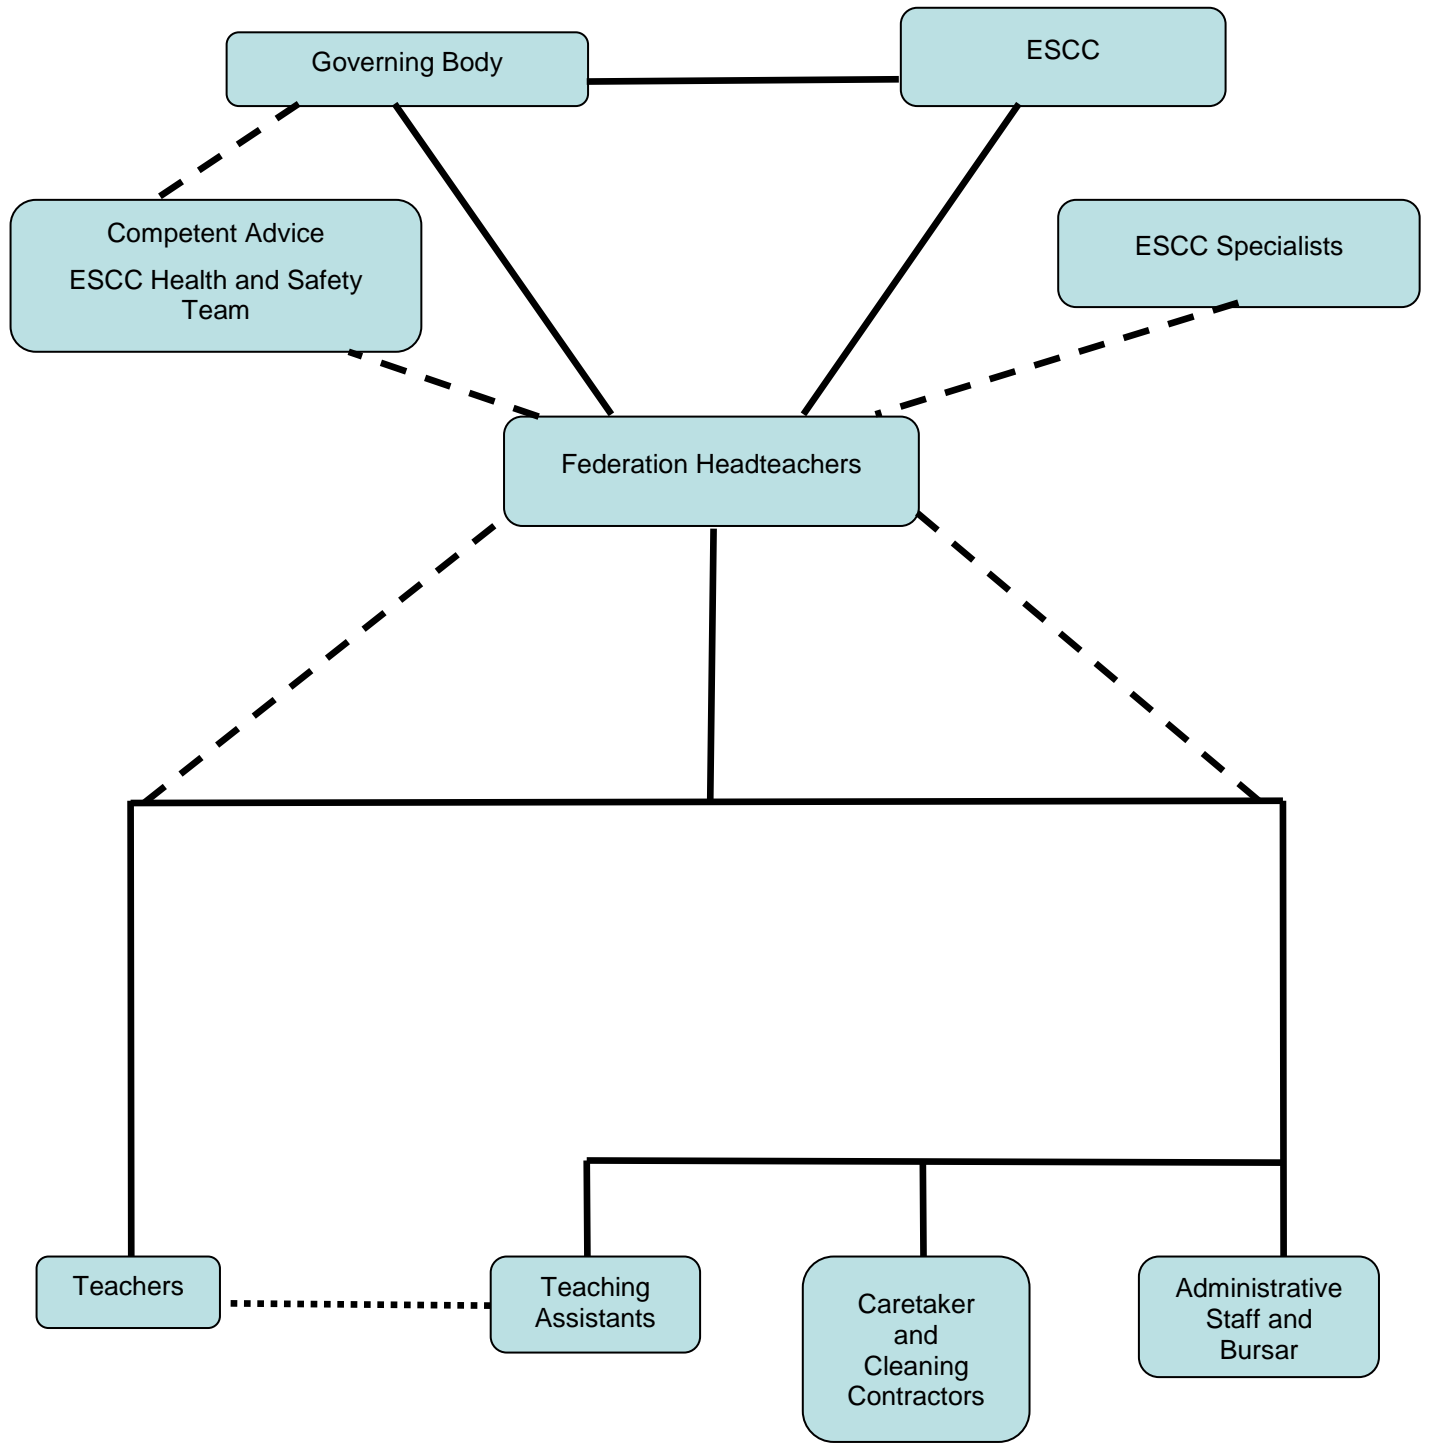 Governing Body
ESCC
Competent Advice
ESCC Health and Safety
Team
ESCC Specialists
Federation Headteachers
Teachers
Teaching
Assistants
Caretaker
and
Cleaning
Contractors
Administrative
Staff and
Bursar